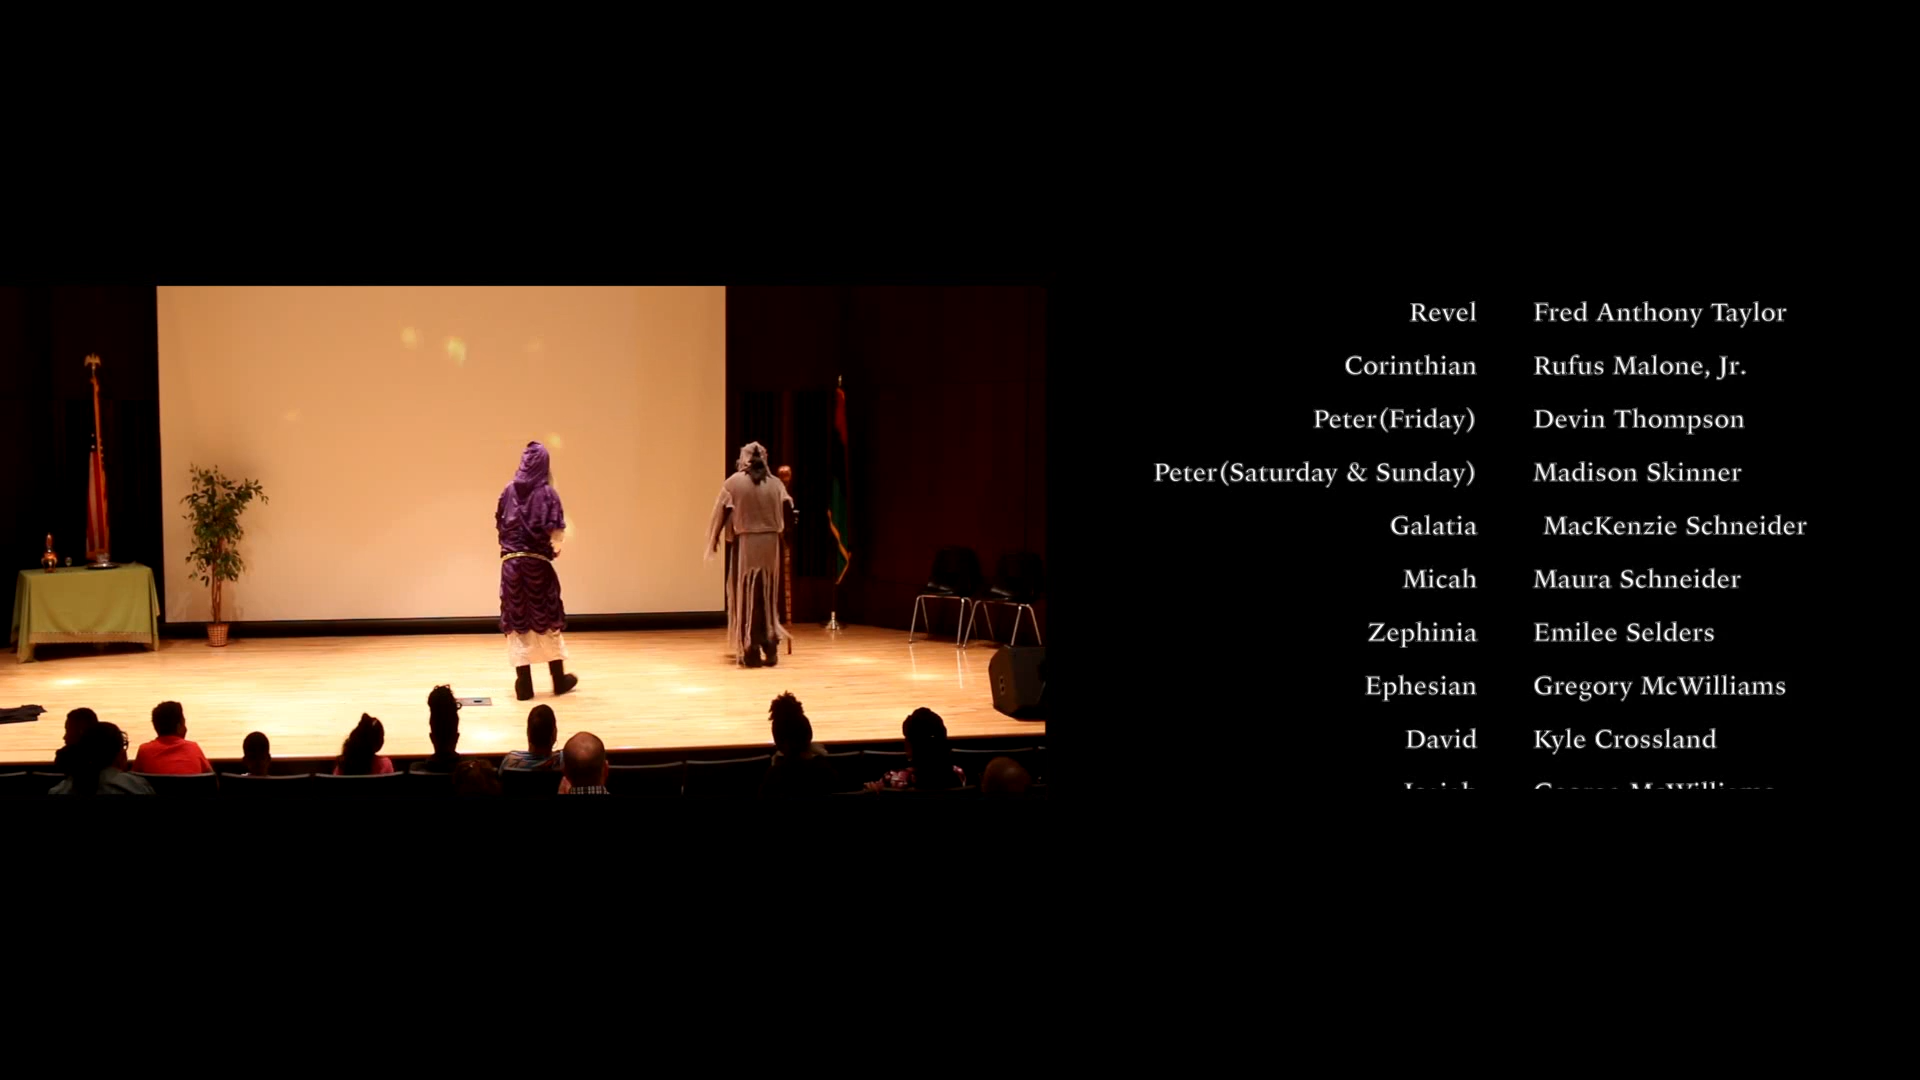 Revel Fred Anthony Taylor
Corinthian Rufus Malone, Jr.
Peter(Friday) Devin Thompson
Peter(Saturday & Sunday) Madison Skinner
Galatia MacKenzie Schneider
Micah Maura Schneider
Zephinia Emilee Selders
Ephesian Gregory McWilliams
David Kyle Crossland